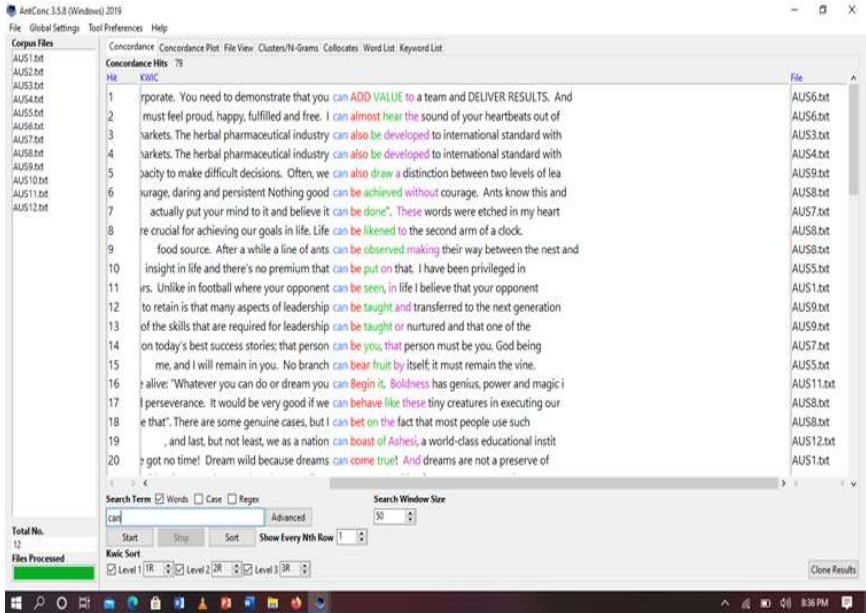 AntConc 3.5.8 (Windows) 2019
File Global Settings Tool Preferences Help
Corpus Files
AUS1.txt
AUS2.txt
AUS3.txt
AUS4.txt
AUS5.txt
AUS6.txt
AUS7.txt
AUS8.txt
AUS9.txt
AUS10.txt
AUS11.txt
AUS12.txt
Total No.
12
Files Processed
Concordance Concordance Plot File View Clusters/N-Grams Collocates Word List Keyword List
Concordance Hits 79
Hit KWIC File
1 rporate. You need to demonstrate that you can ADD VALUE to a team and DELIVER RESULTS. And AUS6.txt
2 must feel proud, happy, fulfilled and free. I can almost hear the sound of your heartbeats out of AUS6.txt
3 arkets. The herbal pharmaceutical industry can also be developed to international standard with AUS3.txt
4 arkets. The herbal pharmaceutical industry can also be developed to international standard with AUS4.txt
5 pacity to make difficult decisions. Often, we can also draw a distinction between two levels of lea AUS9.txt
6 urage, daring and persistent Nothing good can be achieved without courage. Ants know this and AUS8.txt
7 actually put your mind to it and believe it can be done". These words were etched in my heart AUS7.txt
8 re crucial for achieving our goals in life. Life can be likened to the second arm of a clock. AUS8.txt
9 food source. After a while a line of ants can be observed making their way between the nest and AUS8.txt
10 insight in life and there's no premium that can be put on that. I have been privileged in AUS5.txt
11 rs. Unlike in football where your opponent can be seen, in life I believe that your opponent AUS1.txt
12 to retain is that many aspects of leadership can be taught and transferred to the next generation AUS9.txt
13 of the skills that are required for leadership can be taught or nurtured and that one of the AUS9.txt
14 on today's best success stories; that person can be you, that person must be you, God being AUS7.txt
15 me, and I will remain in you. No branch can bear fruit by itself; it must remain the vine. AUS5.txt
16 e alive: "Whatever you can do or dream you can Begin it. Boldness has genius, power and magic i AUS11.txt
17 l perseverance. It would be very good if we can behave like these tiny creatures in executing our AUS8.txt
18 e that". There are some genuine cases, but I can bet on the fact that most people use such AUS8.txt
19 , and last, but not least, we as a nation can boast of Ashesi, a world-class educational instit AUS12.txt
20 e got no time! Dream wild because dreams can come true! And dreams are not a preserve of AUS1.txt
Search Term Words Case Regex Search Window Size
can Advanced 50
Start Stop Sort Show Every Nth Row 1
Kwic Sort
Level 1 1R Level 2 2R Level 3 3R Clone Results
8:36 PM